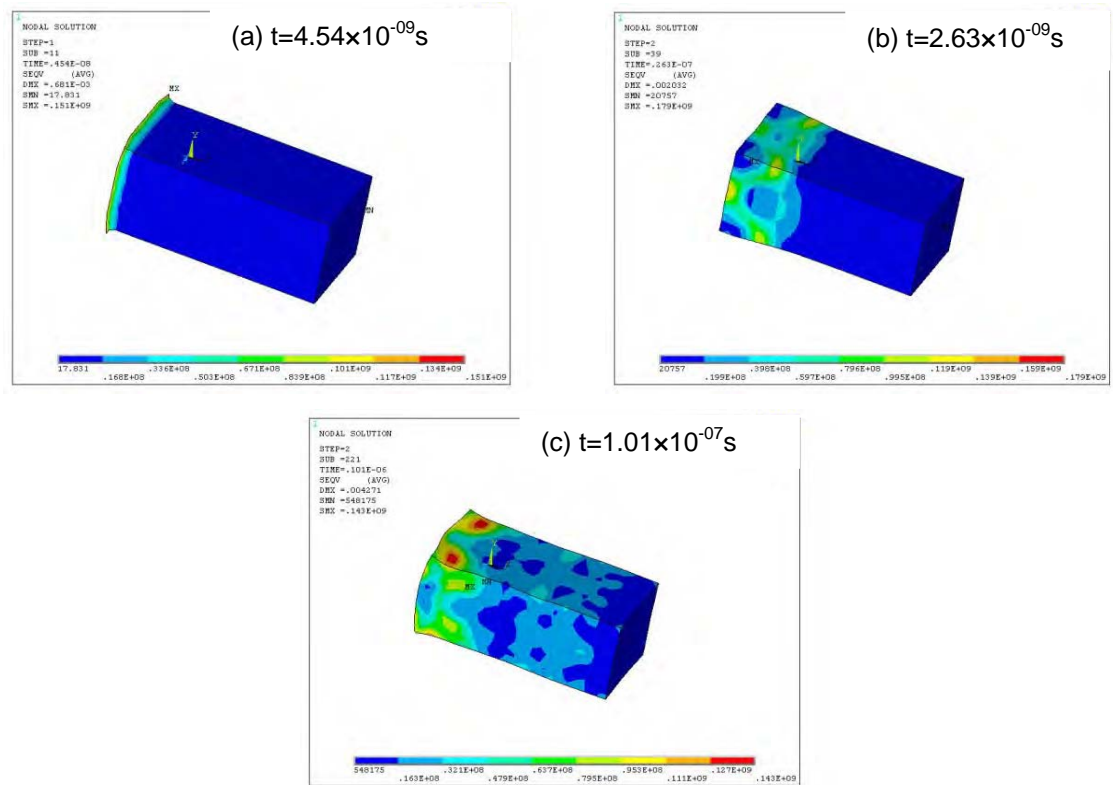 1
NODAL SOLUTION
STEP=1
SUB =11
TIME=.454E-08
SEQV (AVG)
DMX =.681E-03
SMN =17.831
SMX =.151E+09
(a) t=4.54×10-09s
MX
Y
MN
17.831 .336E+08 .671E+08 .101E+09 .134E+09
.168E+08 .503E+08 .839E+08 .117E+09 .151E+09
1
NODAL SOLUTION
STEP=2
SUB =39
TIME=.263E-07
SEQV (AVG)
DMX =.002032
SMN =20757
SMX =.179E+09
(b) t=2.63×10-09s
20757 .398E+08 .796E+08 .119E+09 .159E+09
.199E+08 .597E+08 .995E+08 .139E+09 .179E+09
1
NODAL SOLUTION
STEP=2
SUB =221
TIME=.101E-06
SEQV (AVG)
DMX =.004271
SMN =548175
SMX =.143E+09
(c) t=1.01×10-07s
MX
MN
548175 .321E+08 .637E+08 .953E+08 .127E+09
.163E+08 .479E+08 .795E+08 .111E+09 .143E+09